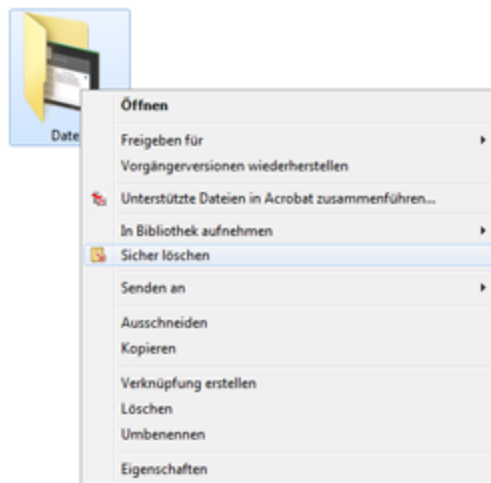 Date
Öffnen
Freigeben für
Vorgängerversionen wiederherstellen
Unterstützte Dateien in Acrobat zusammenführen...
In Bibliothek aufnehmen
Sicher löschen
Senden an
Ausschneiden
Kopieren
Verknüpfung erstellen
Löschen
Umbenennen
Eigenschaften